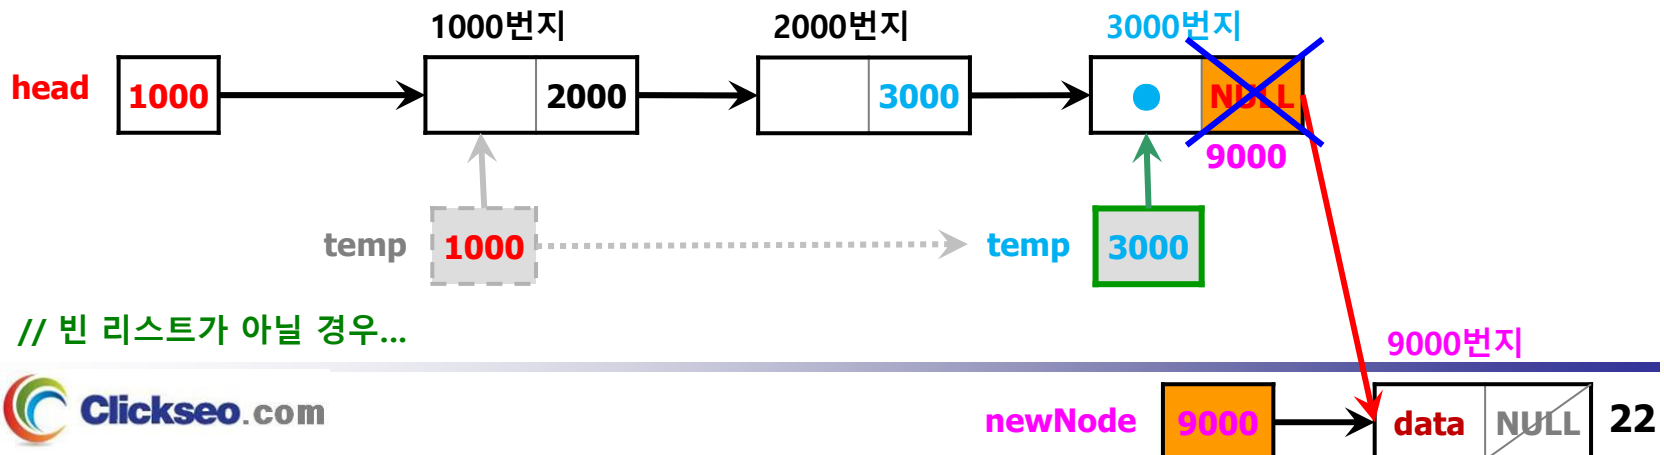 1000번지 2000번지 3000번지
head 1000 2000 3000 NULL
9000
temp 1000 temp 3000
// 빈 리스트가 아닐 경우...
9000번지
Clickseo.com
newNode 9000 data NULL 22